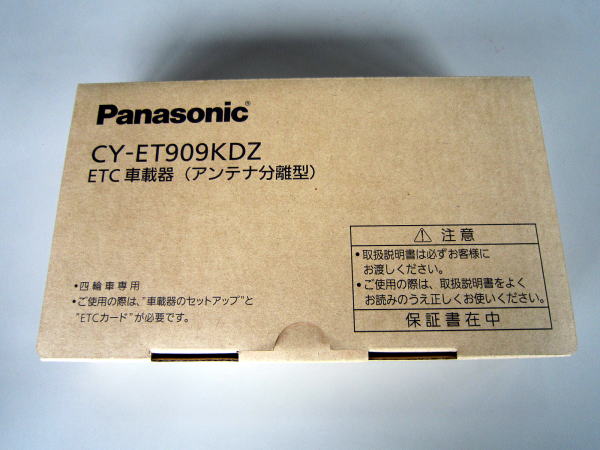 Panasonic®
CY-ET909KDZ
ETC車載器（アンテナ分離型）
・四輪車専用
・ご使用の際は、"車載器のセットアップ"と
"ETCカード"が必要です。
⚠ 注意
・取扱説明書は必ずお客様に
お渡しください。
・ご使用の際は、取扱説明書をよく
お読みのうえ正しくお使いください。
保証書在中